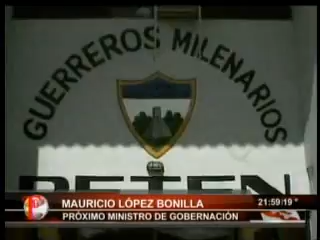 GUERREROS MILENARIOS
PETEN
MAURICIO LÓPEZ BONILLA
PRÓXIMO MINISTRO DE GOBERNACIÓN
21:59:19